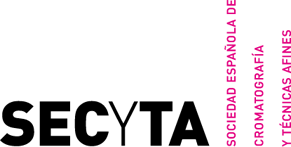 SECYTA
SOCIEDAD ESPAÑOLA DE
CROMATOGRAFÍA
Y TÉCNICAS AFINES